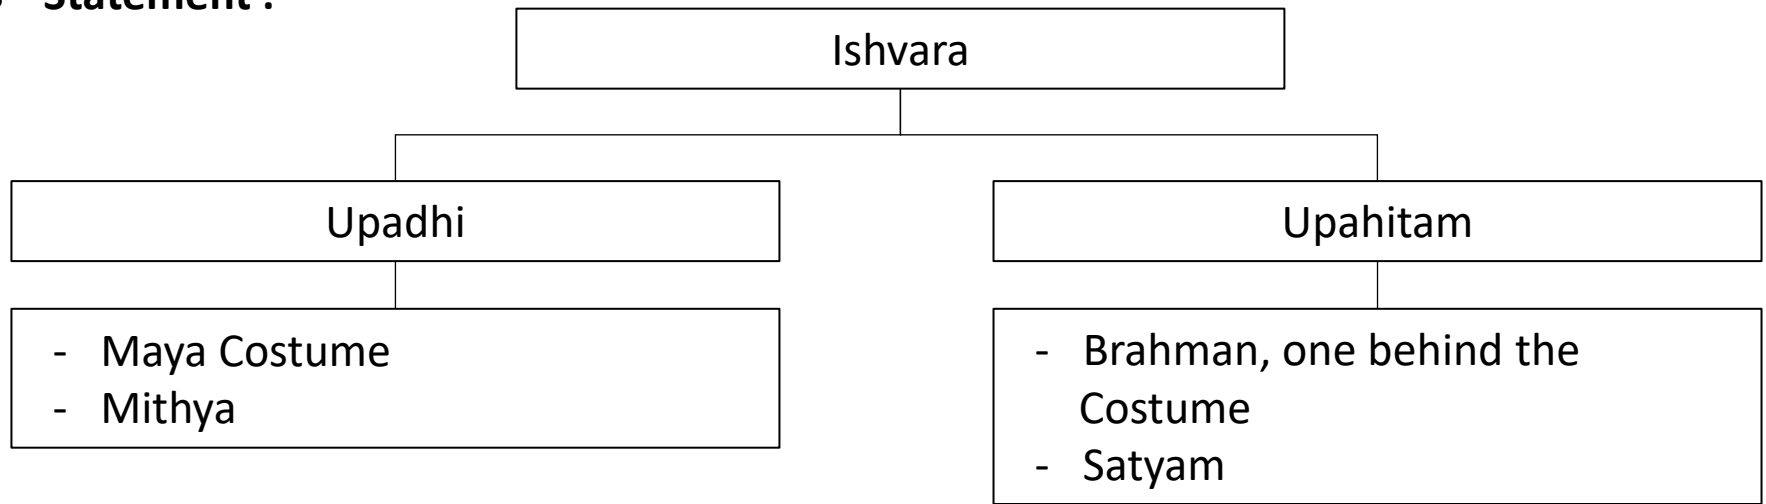 Statement :
Ishvara
Upadhi
Upahitam
- Maya Costume
- Mithya
- Brahman, one behind the
Costume
- Satyam